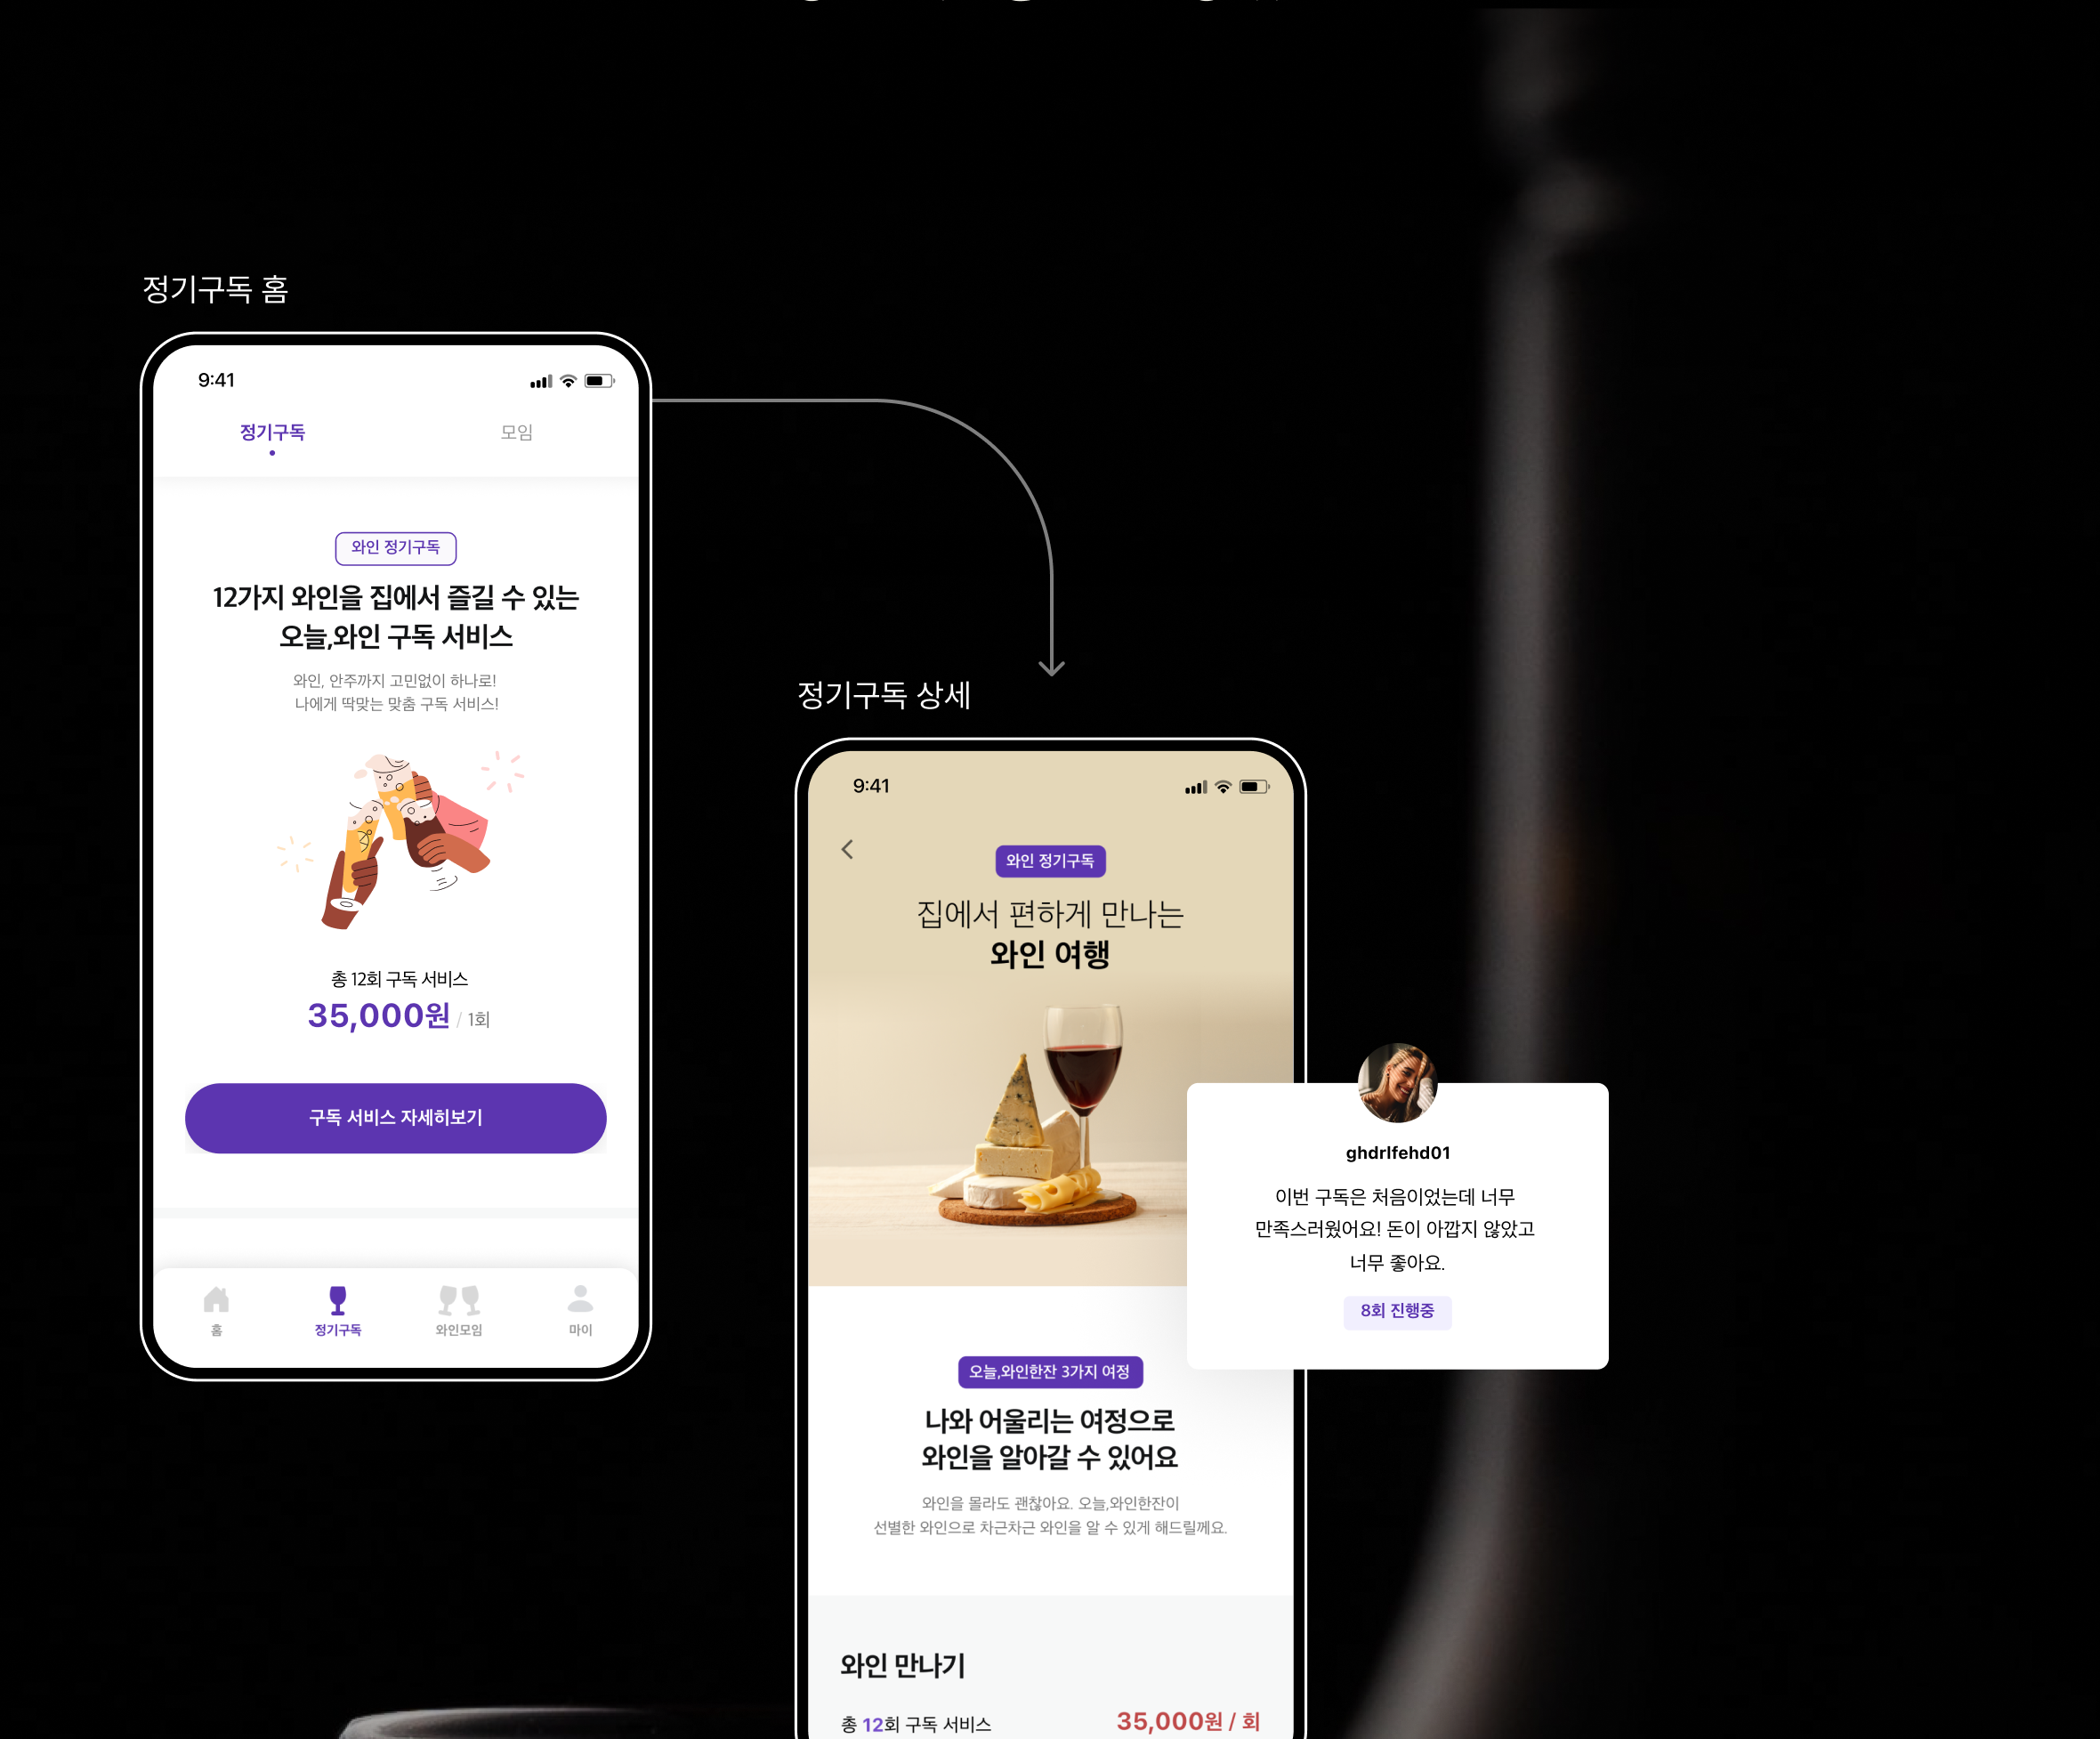 정기구독 홈
9:41
정기구독
모임
와인 정기구독
12가지 와인을 집에서 즐길 수 있는
오늘,와인 구독 서비스
와인, 안주까지 고민없이 하나로!
나에게 딱맞는 맞춤 구독 서비스!
총 12회 구독 서비스
35,000원 / 1회
구독 서비스 자세히보기
홈
정기구독
와인모임
마이
정기구독 상세
9:41
와인 정기구독
집에서 편하게 만나는
와인 여행
ghdrlfehd01
이번 구독은 처음이었는데 너무
만족스러웠어요! 돈이 아깝지 않았고
너무 좋아요.
8회 진행중
오늘,와인한잔 3가지 여정
나와 어울리는 여정으로
와인을 알아갈 수 있어요
와인을 몰라도 괜찮아요. 오늘,와인한잔이
선별한 와인으로 차근차근 와인을 알 수 있게 해드릴께요.
와인 만나기
총 12회 구독 서비스
35,000원 / 회